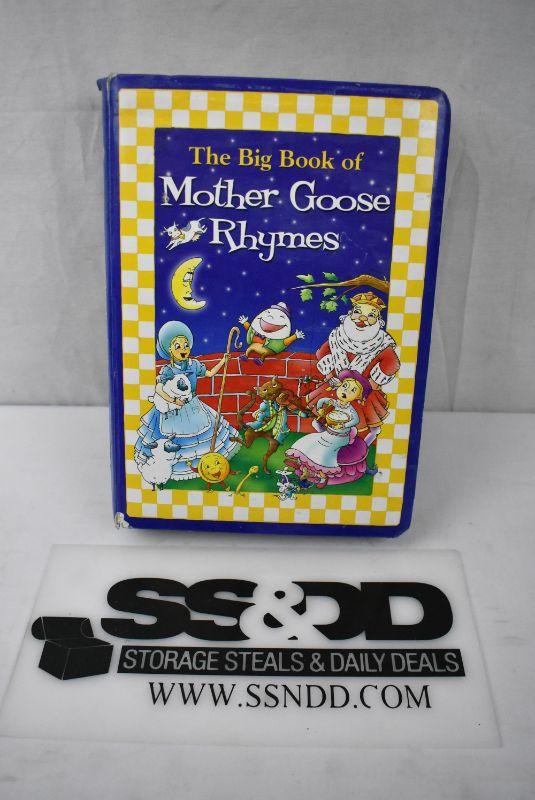 The Big Book of
Mother Goose
Rhymes
SS&DD
STORAGE STEALS & DAILY DEALS
WWW.SSNDD.COM